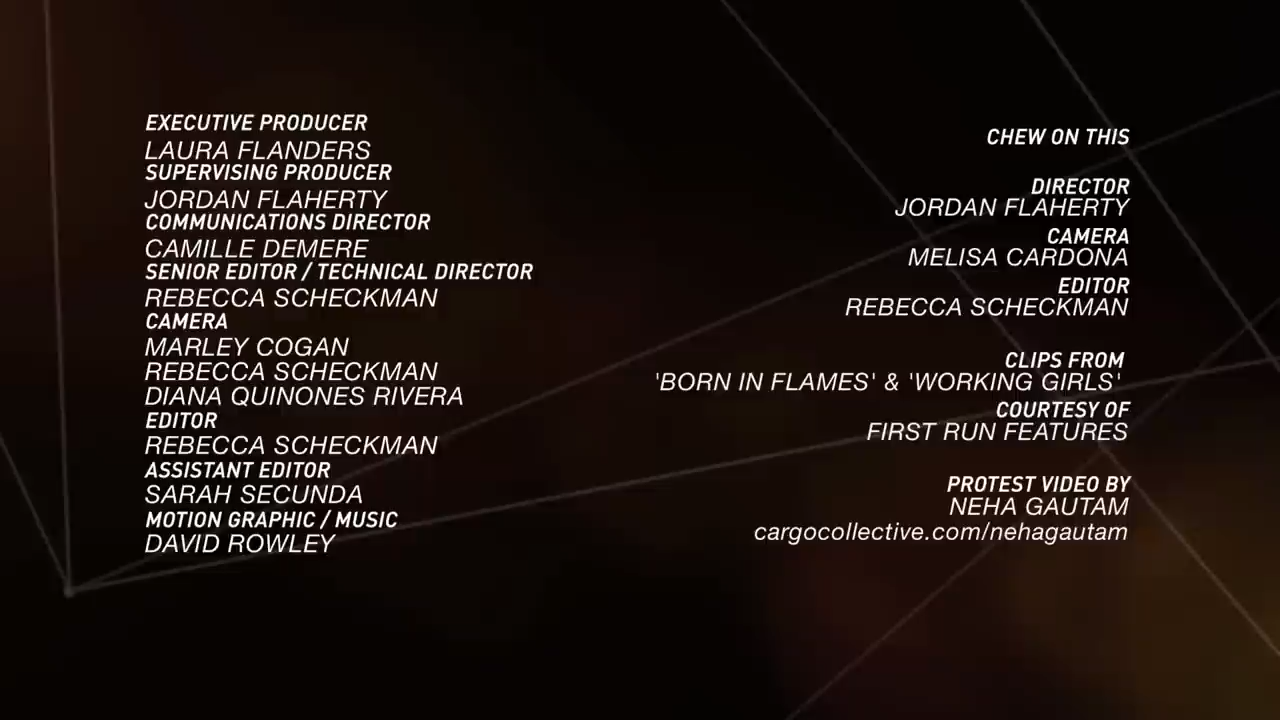 EXECUTIVE PRODUCER
LAURA FLANDERS
SUPERVISING PRODUCER
JORDAN FLAHERTY
COMMUNICATIONS DIRECTOR
CAMILLE DEMERE
SENIOR EDITOR / TECHNICAL DIRECTOR
REBECCA SCHECKMAN
CAMERA
MARLEY COGAN
REBECCA SCHECKMAN
DIANA QUINONES RIVERA
EDITOR
REBECCA SCHECKMAN
ASSISTANT EDITOR
SARAH SECUNDA
MOTION GRAPHIC / MUSIC
DAVID ROWLEY
CHEW ON THIS
DIRECTOR
JORDAN FLAHERTY
CAMERA
MELISA CARDONA
EDITOR
REBECCA SCHECKMAN
CLIPS FROM
'BORN IN FLAMES' & 'WORKING GIRLS'
COURTESY OF
FIRST RUN FEATURES
PROTEST VIDEO BY
NEHA GAUTAM
cargocollective.com/nehagautam